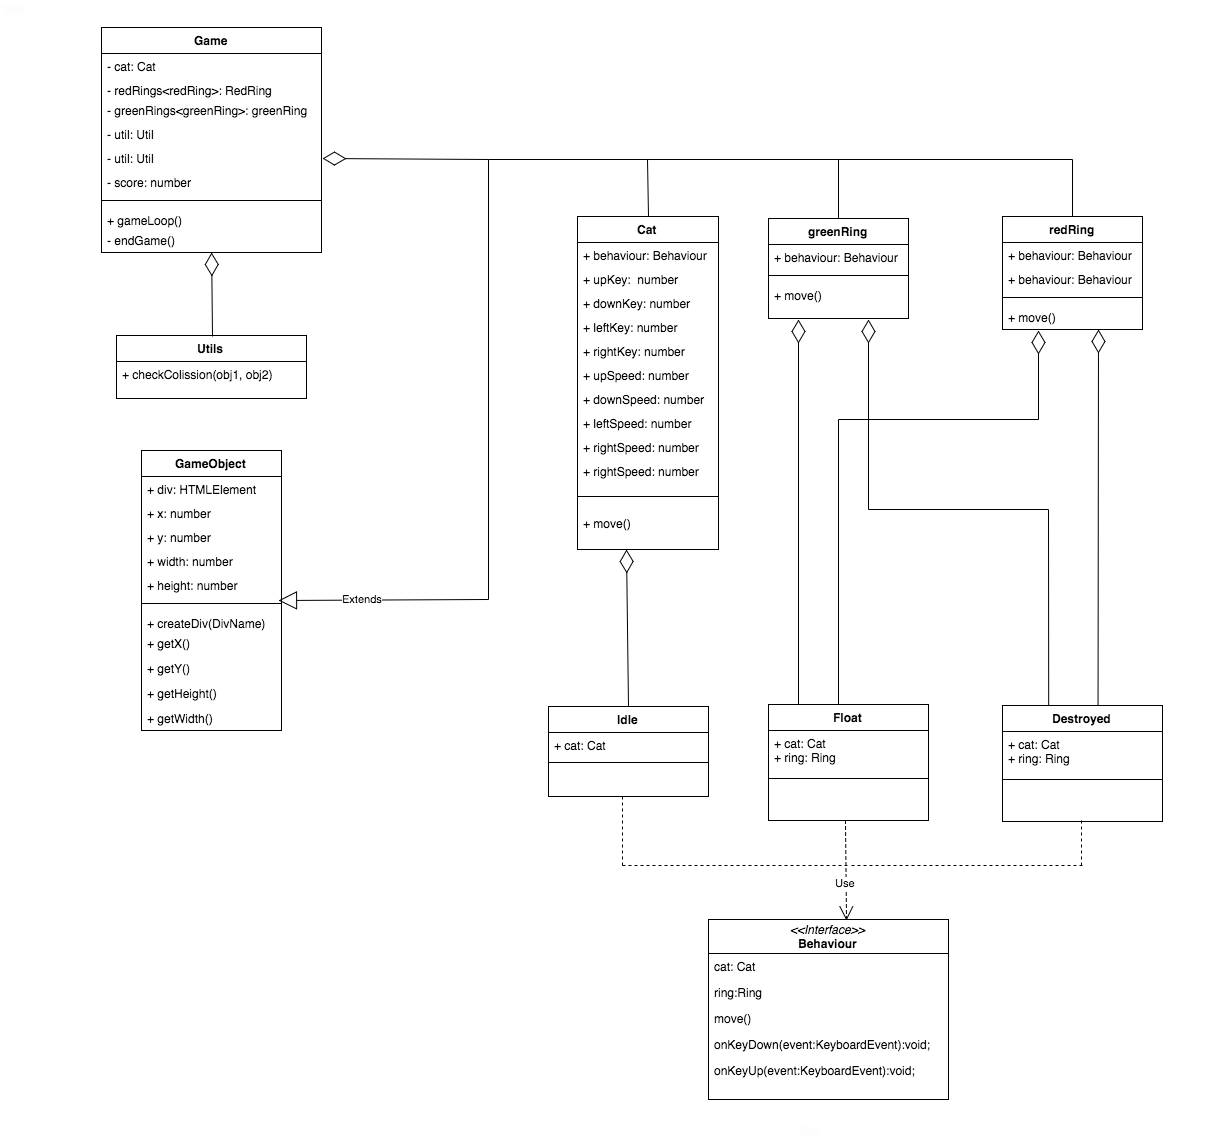 Game
- cat: Cat
- redRings<redRing>: RedRing
- greenRings<greenRing>: greenRing
- util: Util
- util: Util
- score: number
+ gameLoop()
- endGame()
Utils
+ checkColission(obj1, obj2)
GameObject
+ div: HTMLElement
+ x: number
+ y: number
+ width: number
+ height: number
+ createDiv(DivName)
+ getX()
+ getY()
+ getHeight()
+ getWidth()
Extends
Cat
+ behaviour: Behaviour
+ upKey:  number
+ downKey: number
+ leftKey: number
+ rightKey: number
+ upSpeed: number
+ downSpeed: number
+ leftSpeed: number
+ rightSpeed: number
+ rightSpeed: number
+ move()
greenRing
+ behaviour: Behaviour
+ move()
redRing
+ behaviour: Behaviour
+ behaviour: Behaviour
+ move()
Idle
+ cat: Cat
Float
+ cat: Cat
+ ring: Ring
Destroyed
+ cat: Cat
+ ring: Ring
Use
<<Interface>>
Behaviour
cat: Cat
ring:Ring
move()
onKeyDown(event:KeyboardEvent):void;
onKeyUp(event:KeyboardEvent):void;